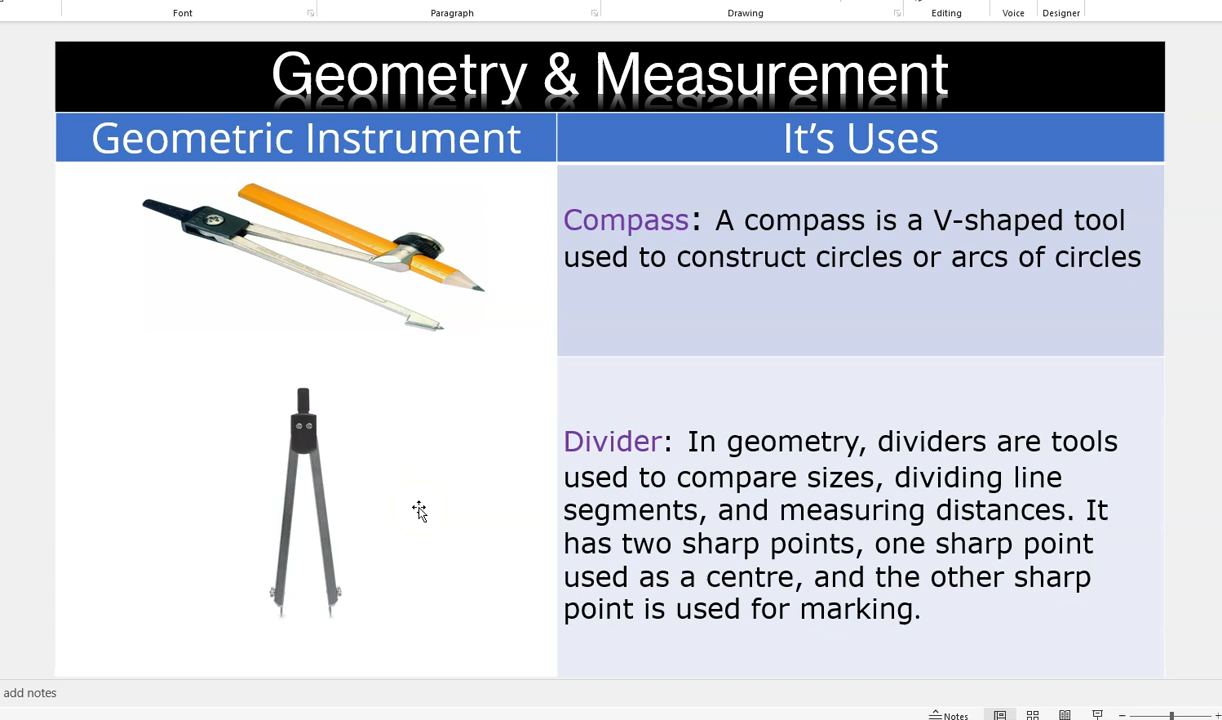 Font Paragraph Drawing Editing Voice Designer
Geometry & Measurement
Geometric Instrument
It’s Uses
Compass: A compass is a V-shaped tool
used to construct circles or arcs of circles
Divider: In geometry, dividers are tools
used to compare sizes, dividing line
segments, and measuring distances. It
has two sharp points, one sharp point
used as a centre, and the other sharp
point is used for marking.
add notes
Notes